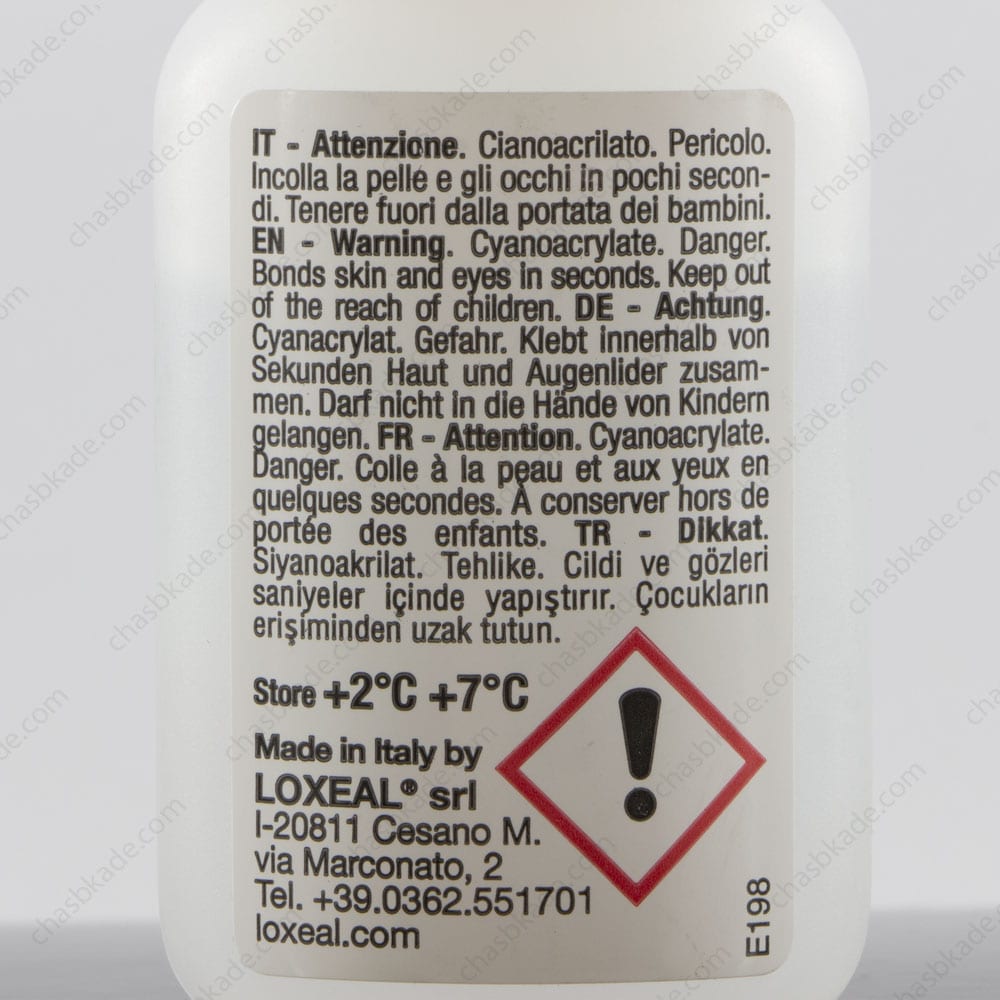 IT - Attenzione. Cianoacrilato. Pericolo.
Incolla la pelle e gli occhi in pochi secon-
di. Tenere fuori dalla portata dei bambini.
EN - Warning. Cyanoacrylate. Danger.
Bonds skin and eyes in seconds. Keep out
of the reach of children. DE - Achtung.
Cyanacrylat. Gefahr. Klebt innerhalb von
Sekunden Haut und Augenlider zusam-
men. Darf nicht in die Hände von Kindern
gelangen. FR - Attention. Cyanoacrylate.
Danger. Colle à la peau et aux yeux en
quelques secondes. À conserver hors de
portée des enfants. TR - Dikkat.
Siyanoakrilat. Tehlike. Cildi ve gözleri
saniyeler içinde yapıştırır. Çocukların
erişiminden uzak tutun.
Store +2°C +7°C
Made in Italy by
LOXEAL® srl
I-20811 Cesano M.
via Marconato, 2
Tel. +39.0362.551701
loxeal.com
E198
chasbkade.com